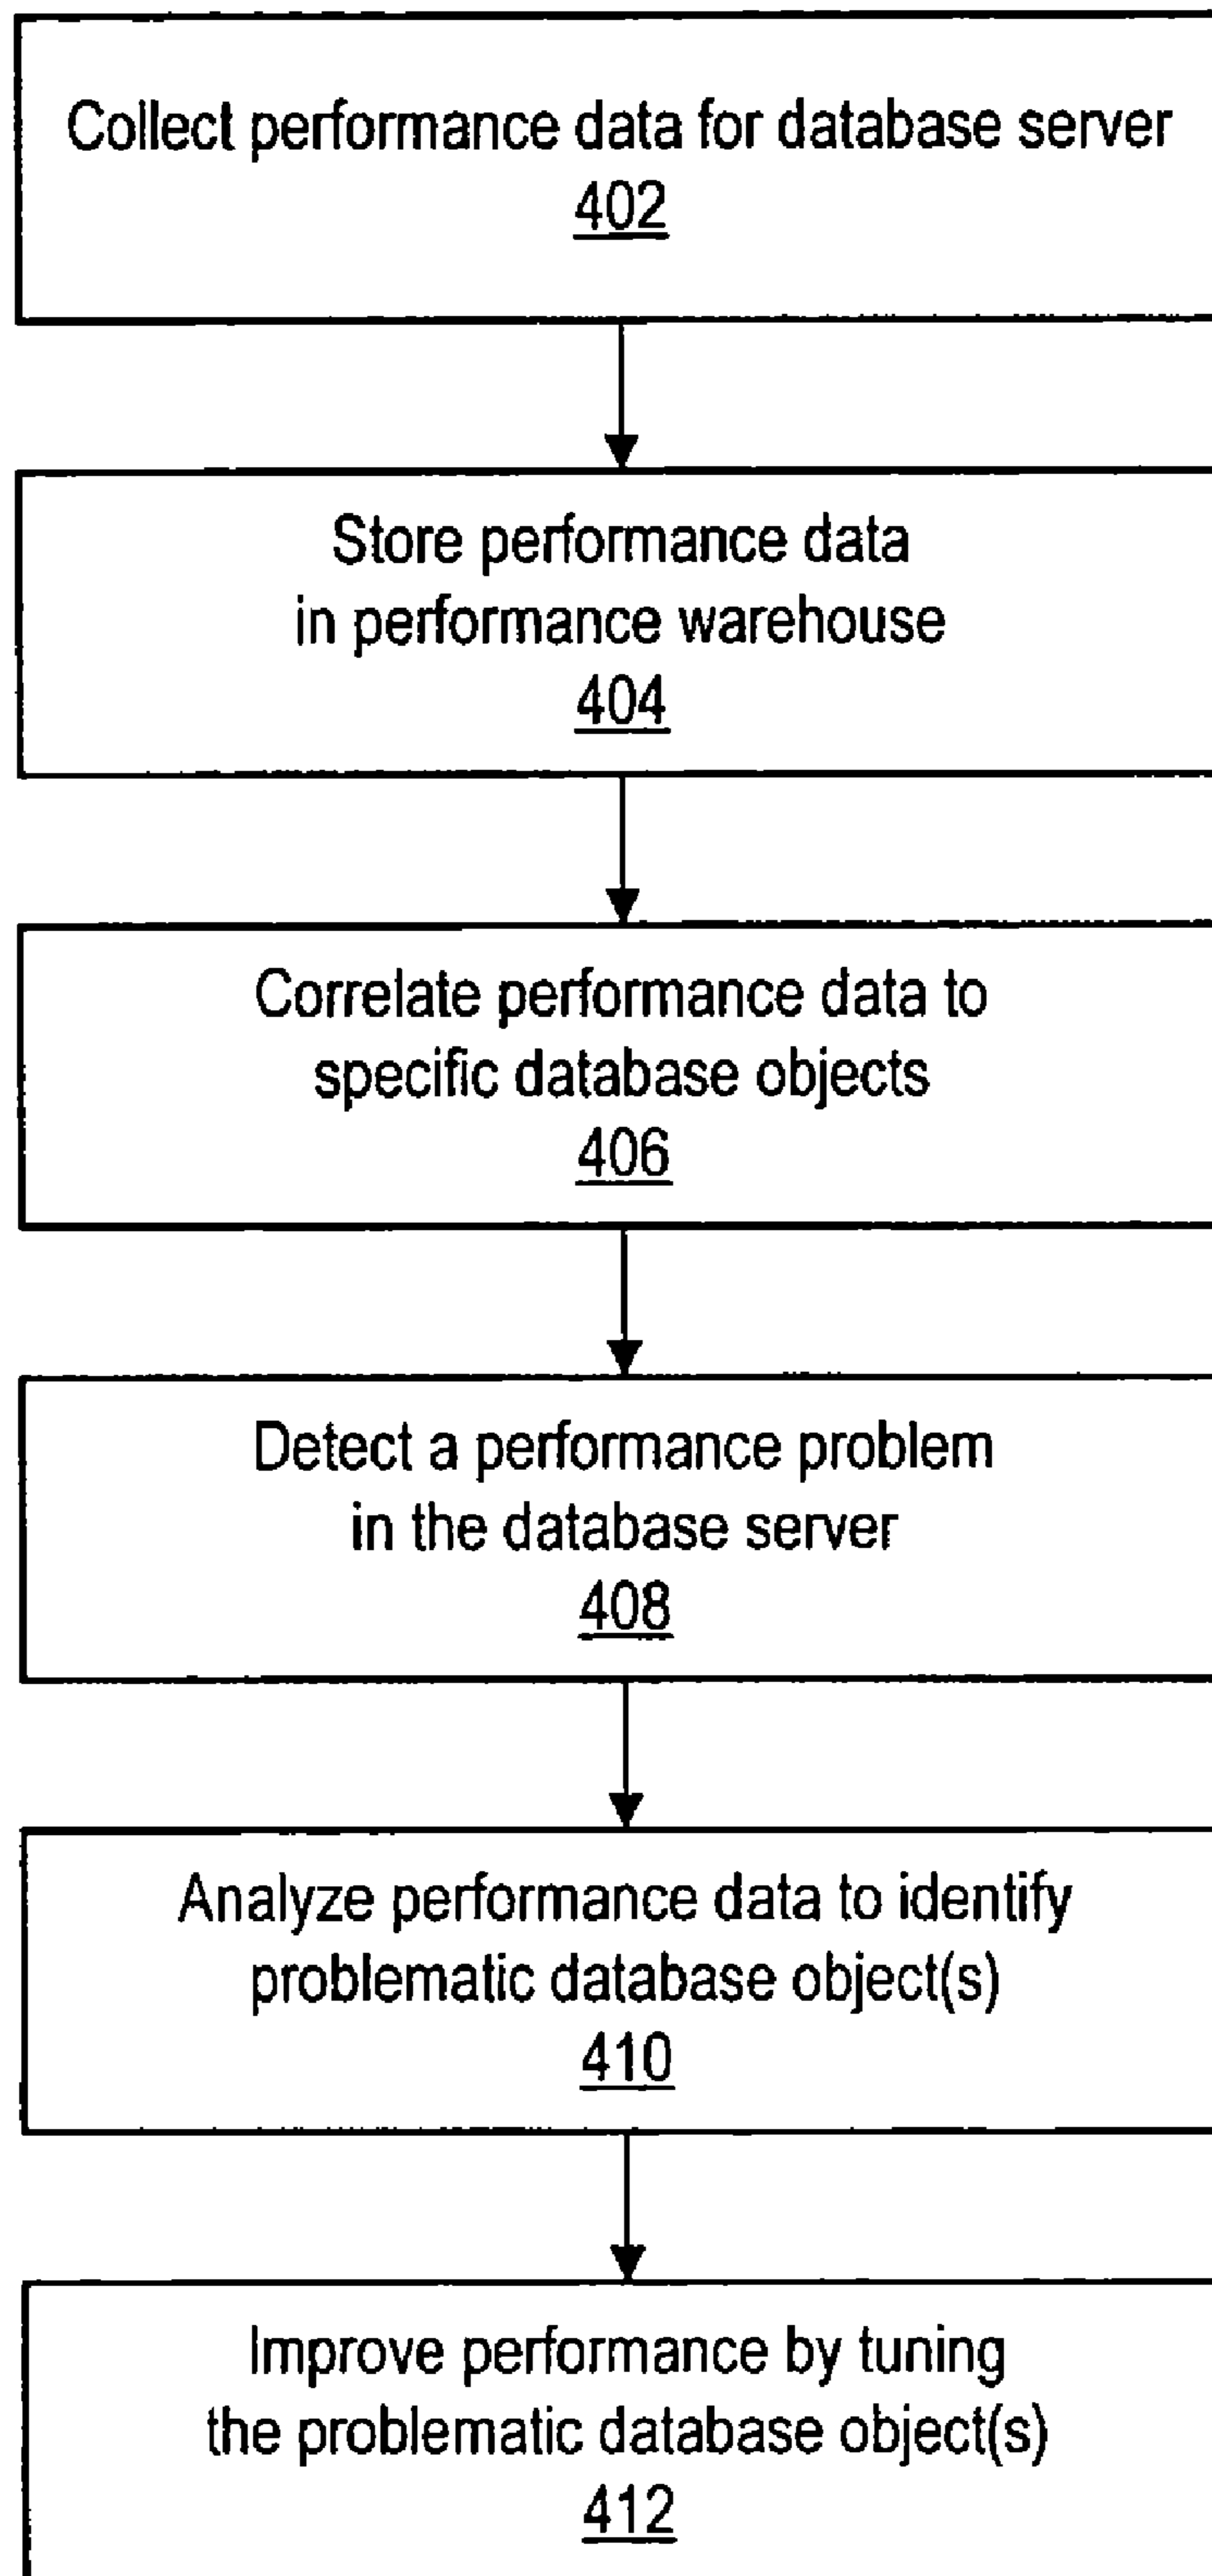 Collect performance data for database server
402
Store performance data
in performance warehouse
404
Correlate performance data to
specific database objects
406
Detect a performance problem
in the database server
408
Analyze performance data to identify
problematic database object(s)
410
Improve performance by tuning
the problematic database object(s)
412